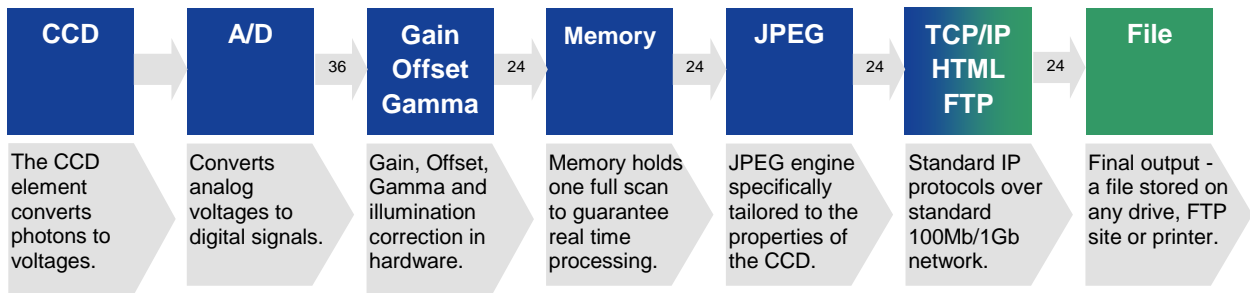 CCD
A/D
Gain
Offset
Gamma
Memory
JPEG
TCP/IP
HTML
FTP
File
36
24
24
24
24
The CCD
element
converts
photons to
voltages.
Converts
analog
voltages to
digital signals.
Gain, Offset,
Gamma and
illumination
correction in
hardware.
Memory holds
one full scan
to guarantee
real time
processing.
JPEG engine
specifically
tailored to the
properties of
the CCD.
Standard IP
protocols over
standard
100Mb/1Gb
network.
Final output -
a file stored on
any drive, FTP
site or printer.